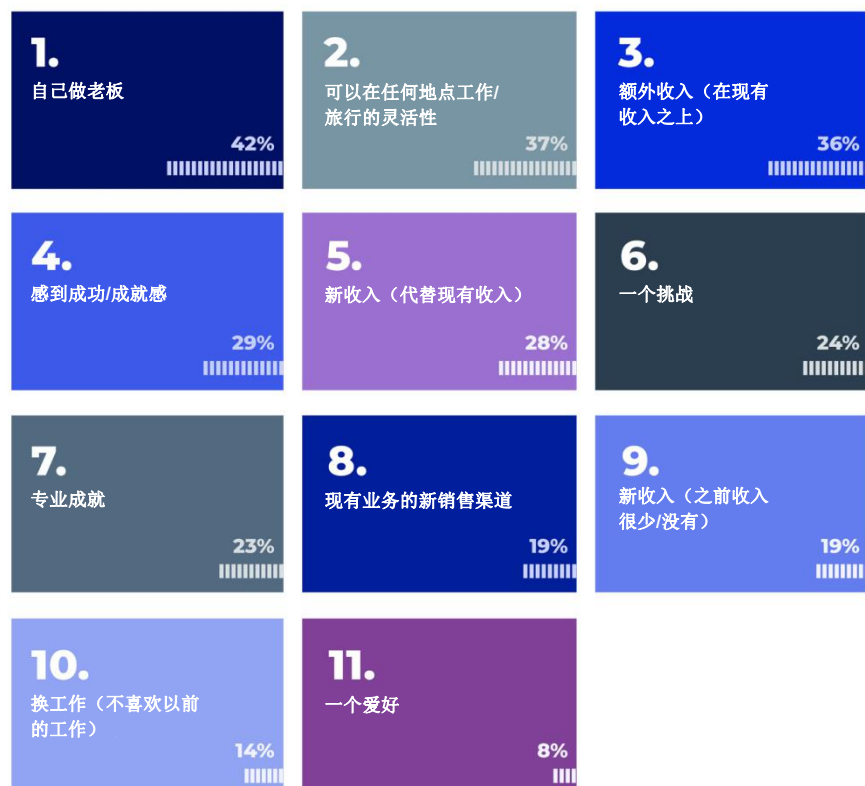 1.
自己做老板
42%
2.
可以在任何地点工作/
旅行的灵活性
37%
3.
额外收入（在现有
收入之上）
36%
4.
感到成功/成就感
29%
5.
新收入（代替现有收入）
28%
6.
一个挑战
24%
7.
专业成就
23%
8.
现有业务的新销售渠道
19%
9.
新收入（之前收入
很少/没有）
19%
10.
换工作（不喜欢以前
的工作）
14%
11.
一个爱好
8%